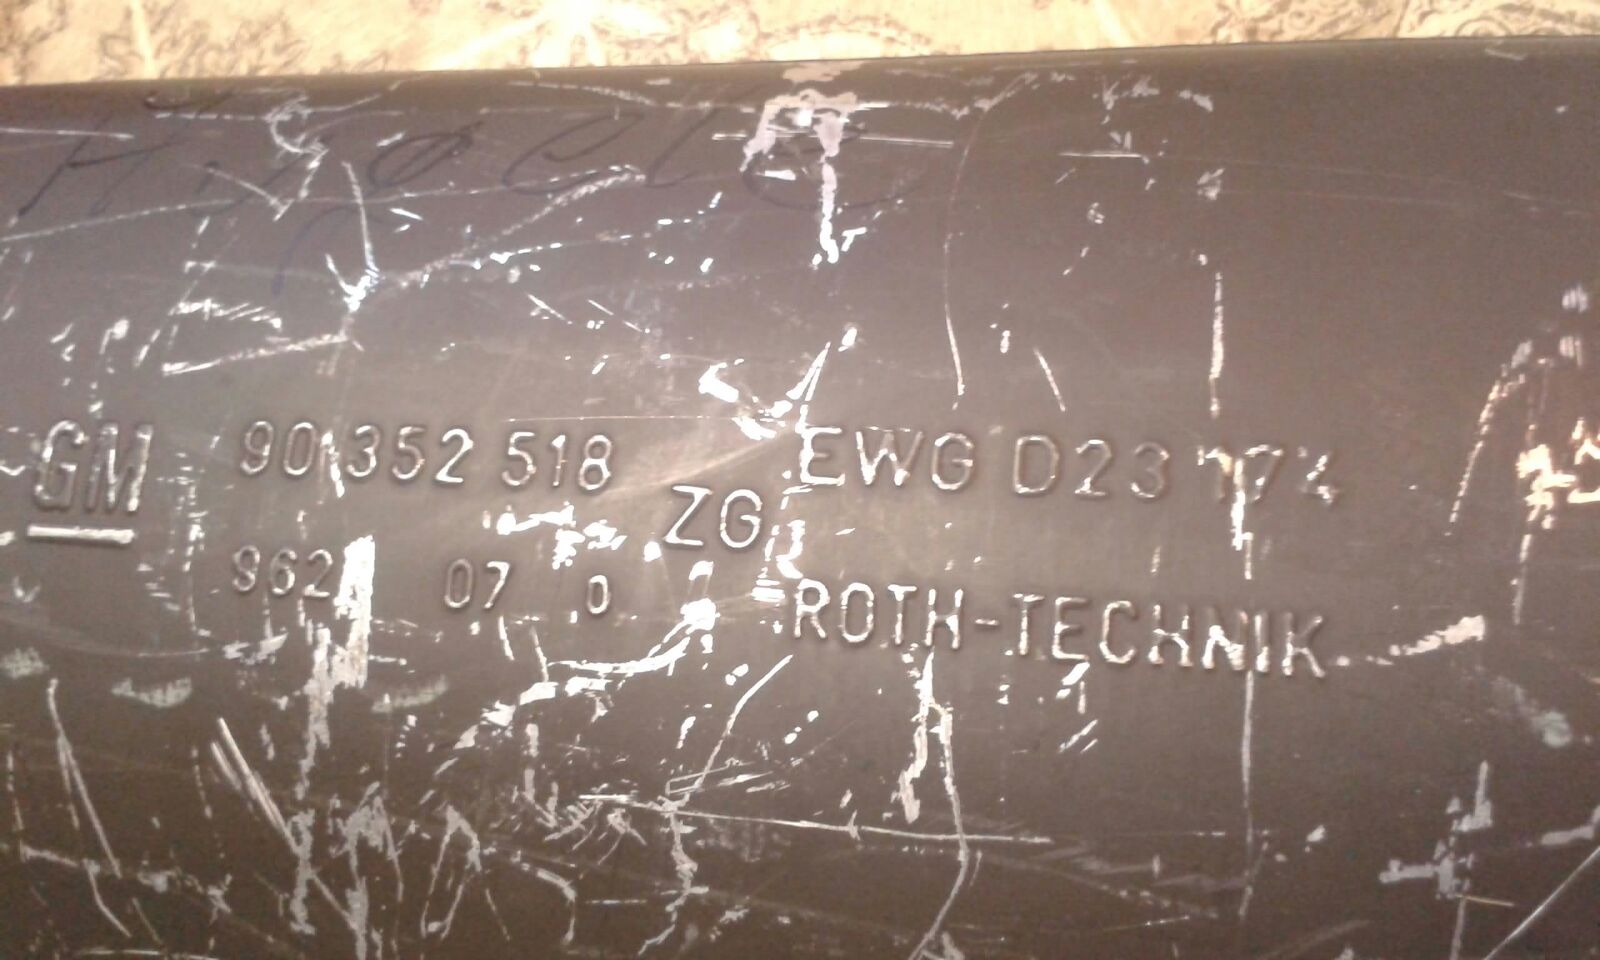 GM 90 352 518 EWG D23
ZG
962 07 0 ROTH-TECHNIK